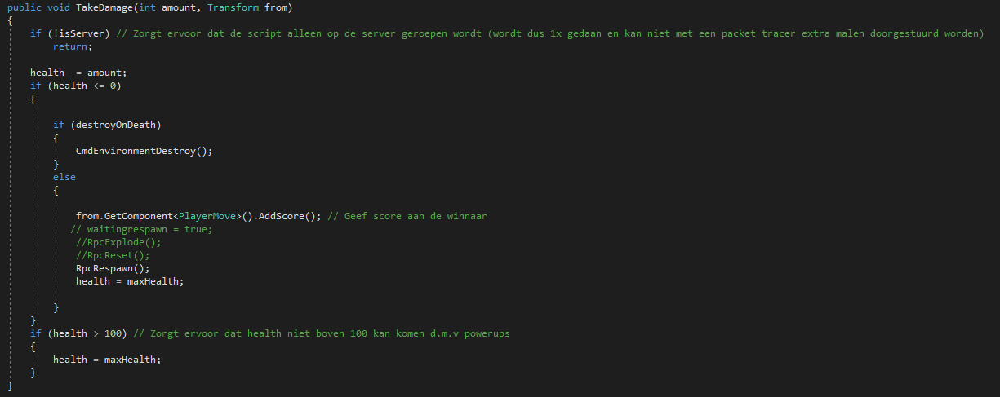 public void TakeDamage(int amount, Transform from)
{
    if (!isServer) // Zorgt ervoor dat de script alleen op de server geroepen wordt (wordt dus 1x gedaan en kan niet met een packet tracer extra malen doorgestuurd worden)
        return;

    health -= amount;
    if (health <= 0)
    {

        if (destroyOnDeath)
        {
            CmdEnvironmentDestroy();
        }
        else
        {

            from.GetComponent<PlayerMove>().AddScore(); // Geef score aan de winnaar
           // waitingrespawn = true;
            //RpcExplode();
            //RpcReset();
            RpcRespawn();
            health = maxHealth;

        }
    }
    if (health > 100) // Zorgt ervoor dat health niet boven 100 kan komen d.m.v powerups
    {
        health = maxHealth;
    }
}